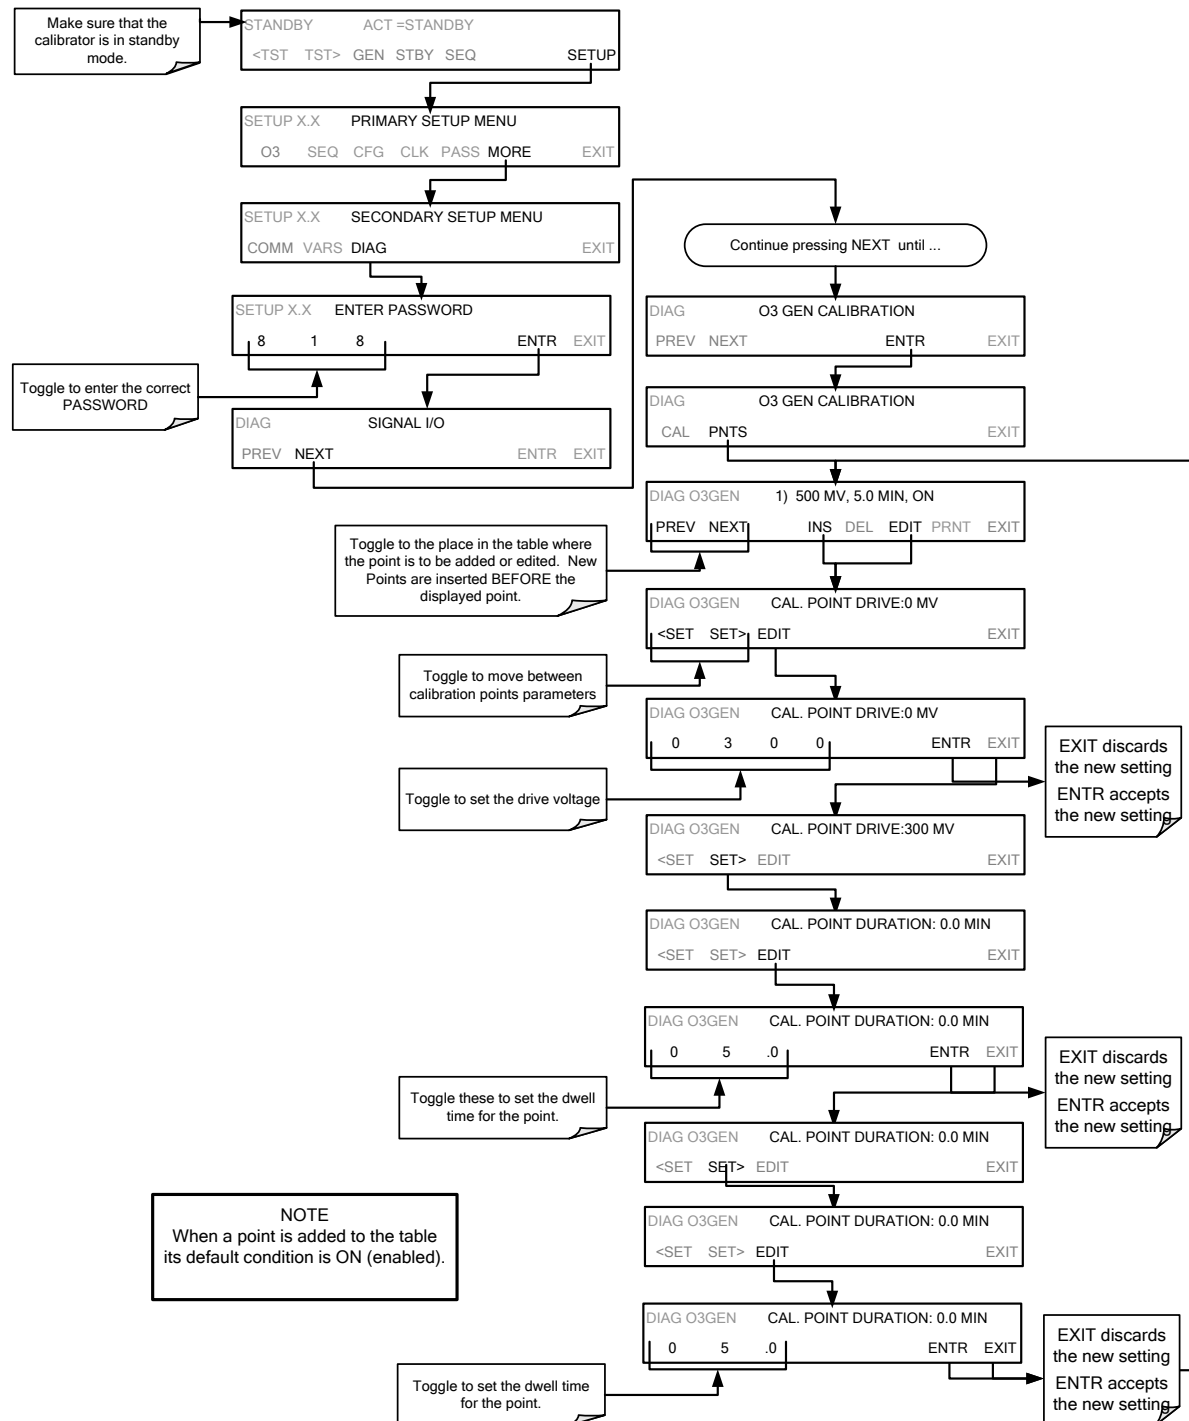 Make sure that the
calibrator is in standby
mode.
STANDBY ACT =STANDBY
<TST TST> GEN STBY SEQ SETUP
SETUP X.X PRIMARY SETUP MENU
O3 SEQ CFG CLK PASS MORE EXIT
SETUP X.X SECONDARY SETUP MENU
COMM VARS DIAG EXIT
SETUP X.X ENTER PASSWORD
8 1 8 ENTR EXIT
Toggle to enter the correct
PASSWORD
DIAG SIGNAL I/O
PREV NEXT ENTR EXIT
Continue pressing NEXT until ...
DIAG O3 GEN CALIBRATION
PREV NEXT ENTR
DIAG O3 GEN CALIBRATION
CAL PNTS EXIT
DIAG O3GEN 1) 500 MV, 5.0 MIN, ON
PREV NEXT INS DEL EDIT PRNT EXIT
Toggle to the place in the table where
the point is to be added or edited. New
Points are inserted BEFORE the
displayed point.
DIAG O3GEN CAL. POINT DRIVE:0 MV
<SET SET> EDIT EXIT
Toggle to move between
calibration points parameters
DIAG O3GEN CAL. POINT DRIVE:0 MV
0 3 0 0 ENTR EXIT
Toggle to set the drive voltage
EXIT discards
the new setting
ENTR accepts
the new setting
DIAG O3GEN CAL. POINT DRIVE:300 MV
<SET SET> EDIT EXIT
DIAG O3GEN CAL. POINT DURATION: 0.0 MIN
<SET SET> EDIT EXIT
DIAG O3GEN CAL. POINT DURATION: 0.0 MIN
0 5 .0 ENTR EXIT
Toggle these to set the dwell
time for the point.
EXIT discards
the new setting
ENTR accepts
the new setting
DIAG O3GEN CAL. POINT DURATION: 0.0 MIN
<SET SET> EDIT EXIT
DIAG O3GEN CAL. POINT DURATION: 0.0 MIN
<SET SET> EDIT EXIT
NOTE
When a point is added to the table
its default condition is ON (enabled).
DIAG O3GEN CAL. POINT DURATION: 0.0 MIN
0 5 .0 ENTR EXIT
Toggle to set the dwell time
for the point.
EXIT discards
the new setting
ENTR accepts
the new setting